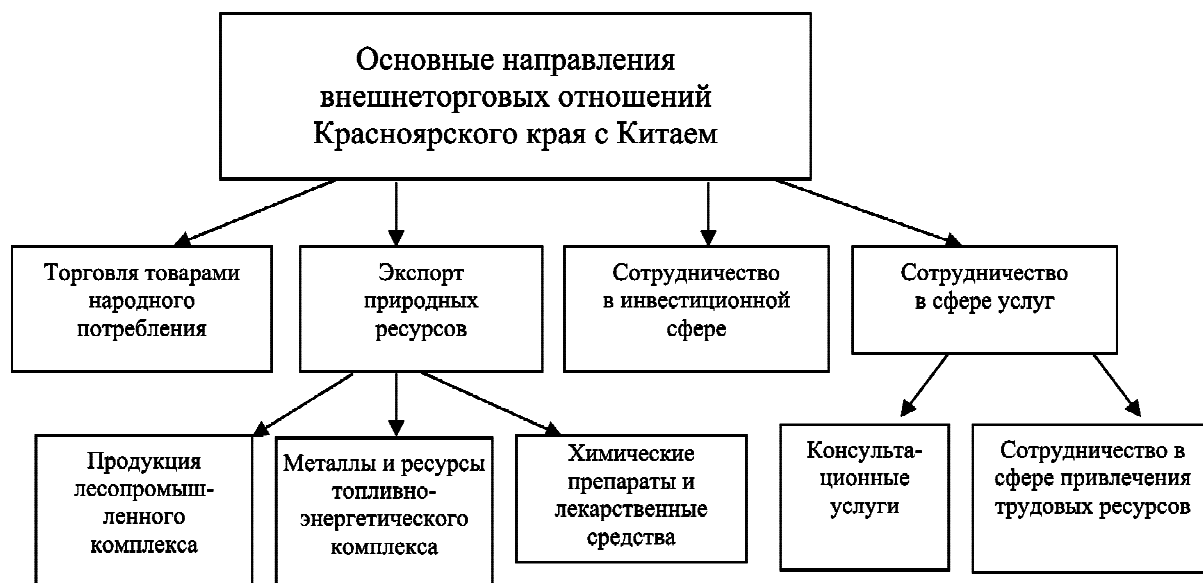 Основные направления
внешнеторговых отношений
Красноярского края с Китаем
Торговля товарами
народного
потребления
Экспорт
природных
ресурсов
Сотрудничество
в инвестиционной
сфере
Сотрудничество
в сфере услуг
Продукция
лесопромыш-
ленного
комплекса
Металлы и ресурсы
топливно-
энергетического
комплекса
Химические
препараты и
лекарственные
средства
Консульта-
ционные
услуги
Сотрудничество в
сфере привлечения
трудовых ресурсов